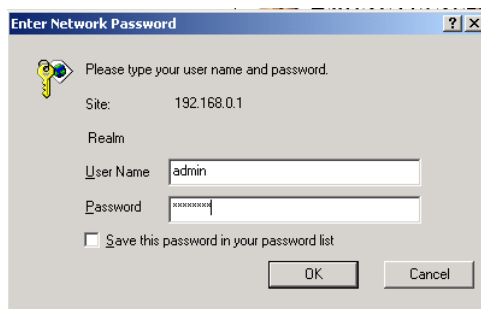 Enter Network Password
Please type your user name and password.
Site: 192.168.0.1
Realm
User Name admin
Password xxxxxxxx
Save this password in your password list
OK Cancel